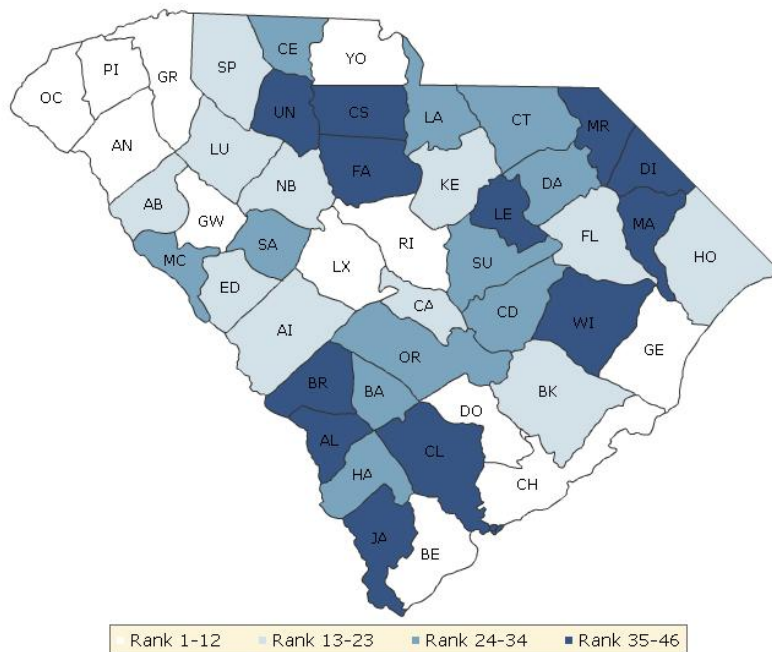 CE
YO
SP
GR
PI
OC
UN
CS
LA
CT
MR
AN
LU
DI
FA
KE
DA
NB
AB
LE
GW
MA
RI
FL
SA
HO
MC
LX
SU
ED
CA
CD
WI
AI
GE
OR
BR
BA
BK
DO
AL
CL
HA
CH
JA
BE
Rank 1-12 Rank 13-23 Rank 24-34 Rank 35-46